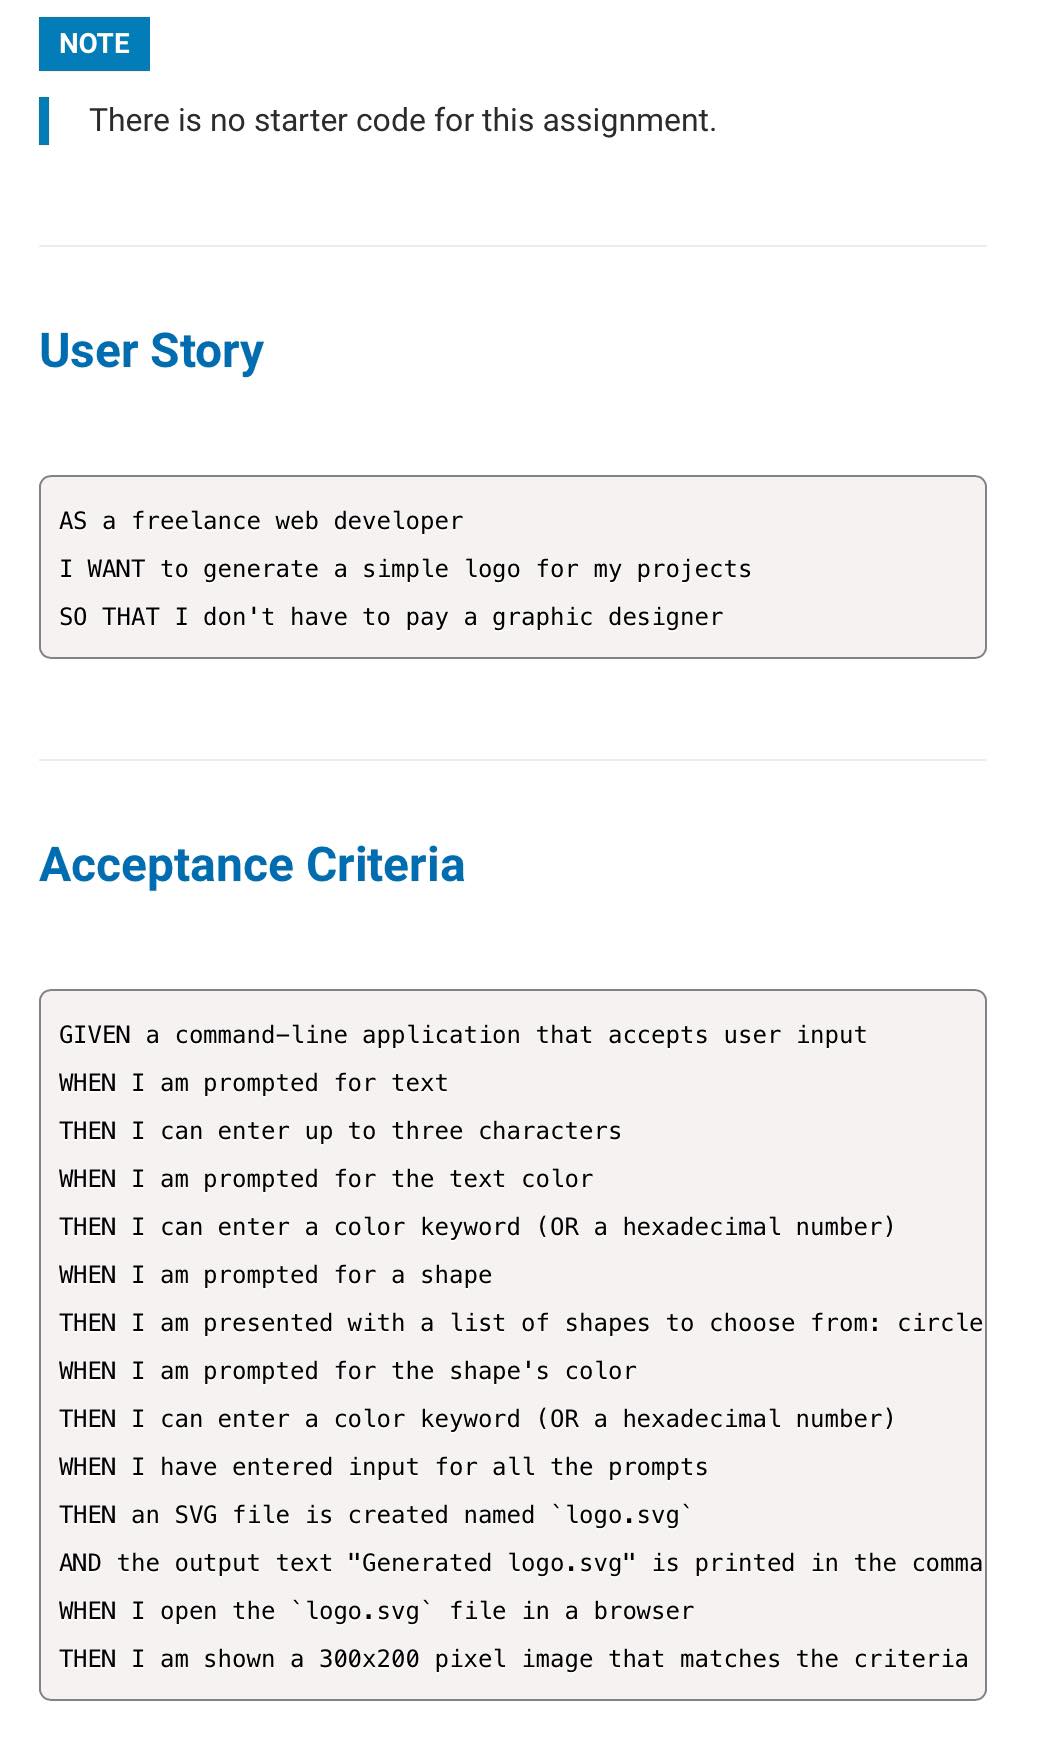 NOTE
There is no starter code for this assignment.
User Story
AS a freelance web developer
I WANT to generate a simple logo for my projects
SO THAT I don't have to pay a graphic designer
Acceptance Criteria
GIVEN a command-line application that accepts user input
WHEN I am prompted for text
THEN I can enter up to three characters
WHEN I am prompted for the text color
THEN I can enter a color keyword (OR a hexadecimal number)
WHEN I am prompted for a shape
THEN I am presented with a list of shapes to choose from: circle
WHEN I am prompted for the shape's color
THEN I can enter a color keyword (OR a hexadecimal number)
WHEN I have entered input for all the prompts
THEN an SVG file is created named `logo.svg`
AND the output text "Generated logo.svg" is printed in the comma
WHEN I open the `logo.svg` file in a browser
THEN I am shown a 300x200 pixel image that matches the criteria